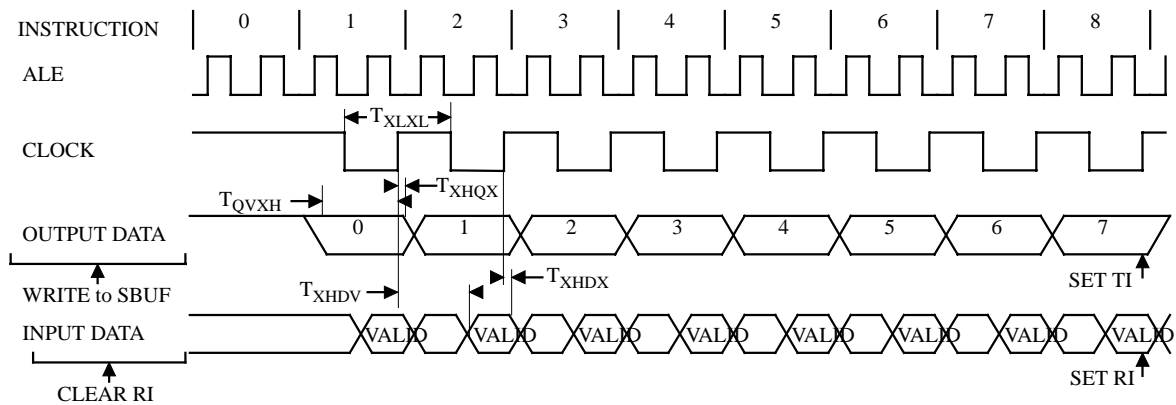 INSTRUCTION 0 1 2 3 4 5 6 7 8
ALE
TXLXL
CLOCK
TXHQX
TQVXH
OUTPUT DATA 0 1 2 3 4 5 6 7
SET TI
TXHDX
TXHDV
WRITE to SBUF
INPUT DATA VALID VALID VALID VALID VALID VALID VALID VALID
SET RI
CLEAR RI